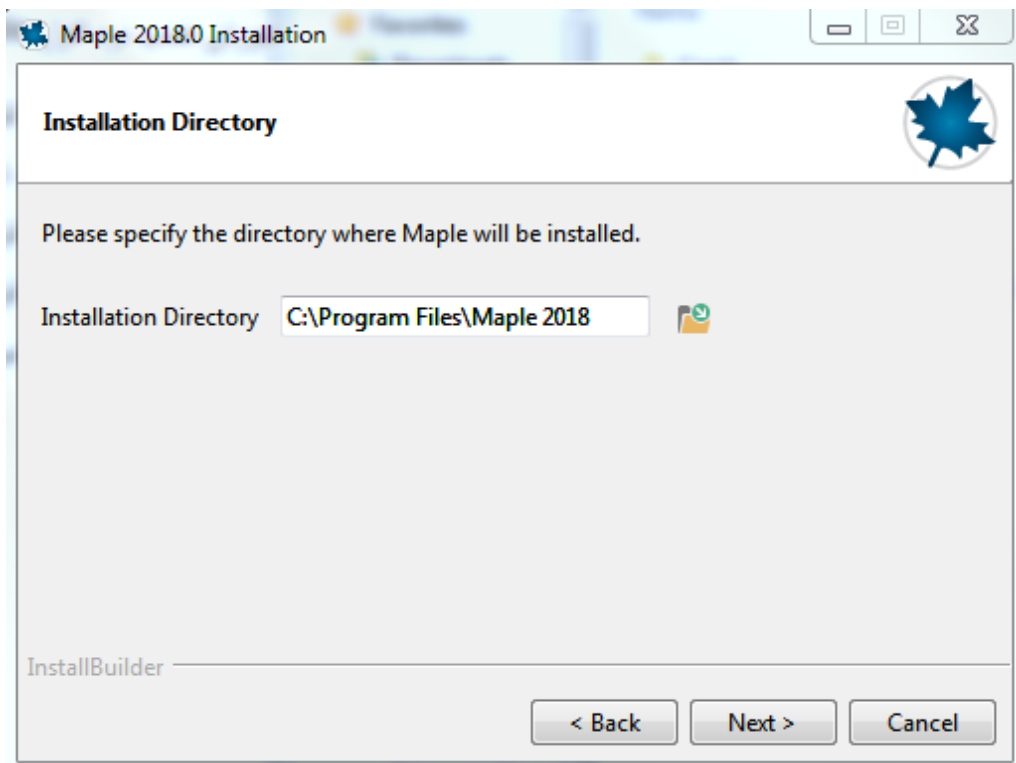 Maple 2018.0 Installation
Installation Directory
Please specify the directory where Maple will be installed.
Installation Directory C:\Program Files\Maple 2018
InstallBuilder
< Back Next > Cancel